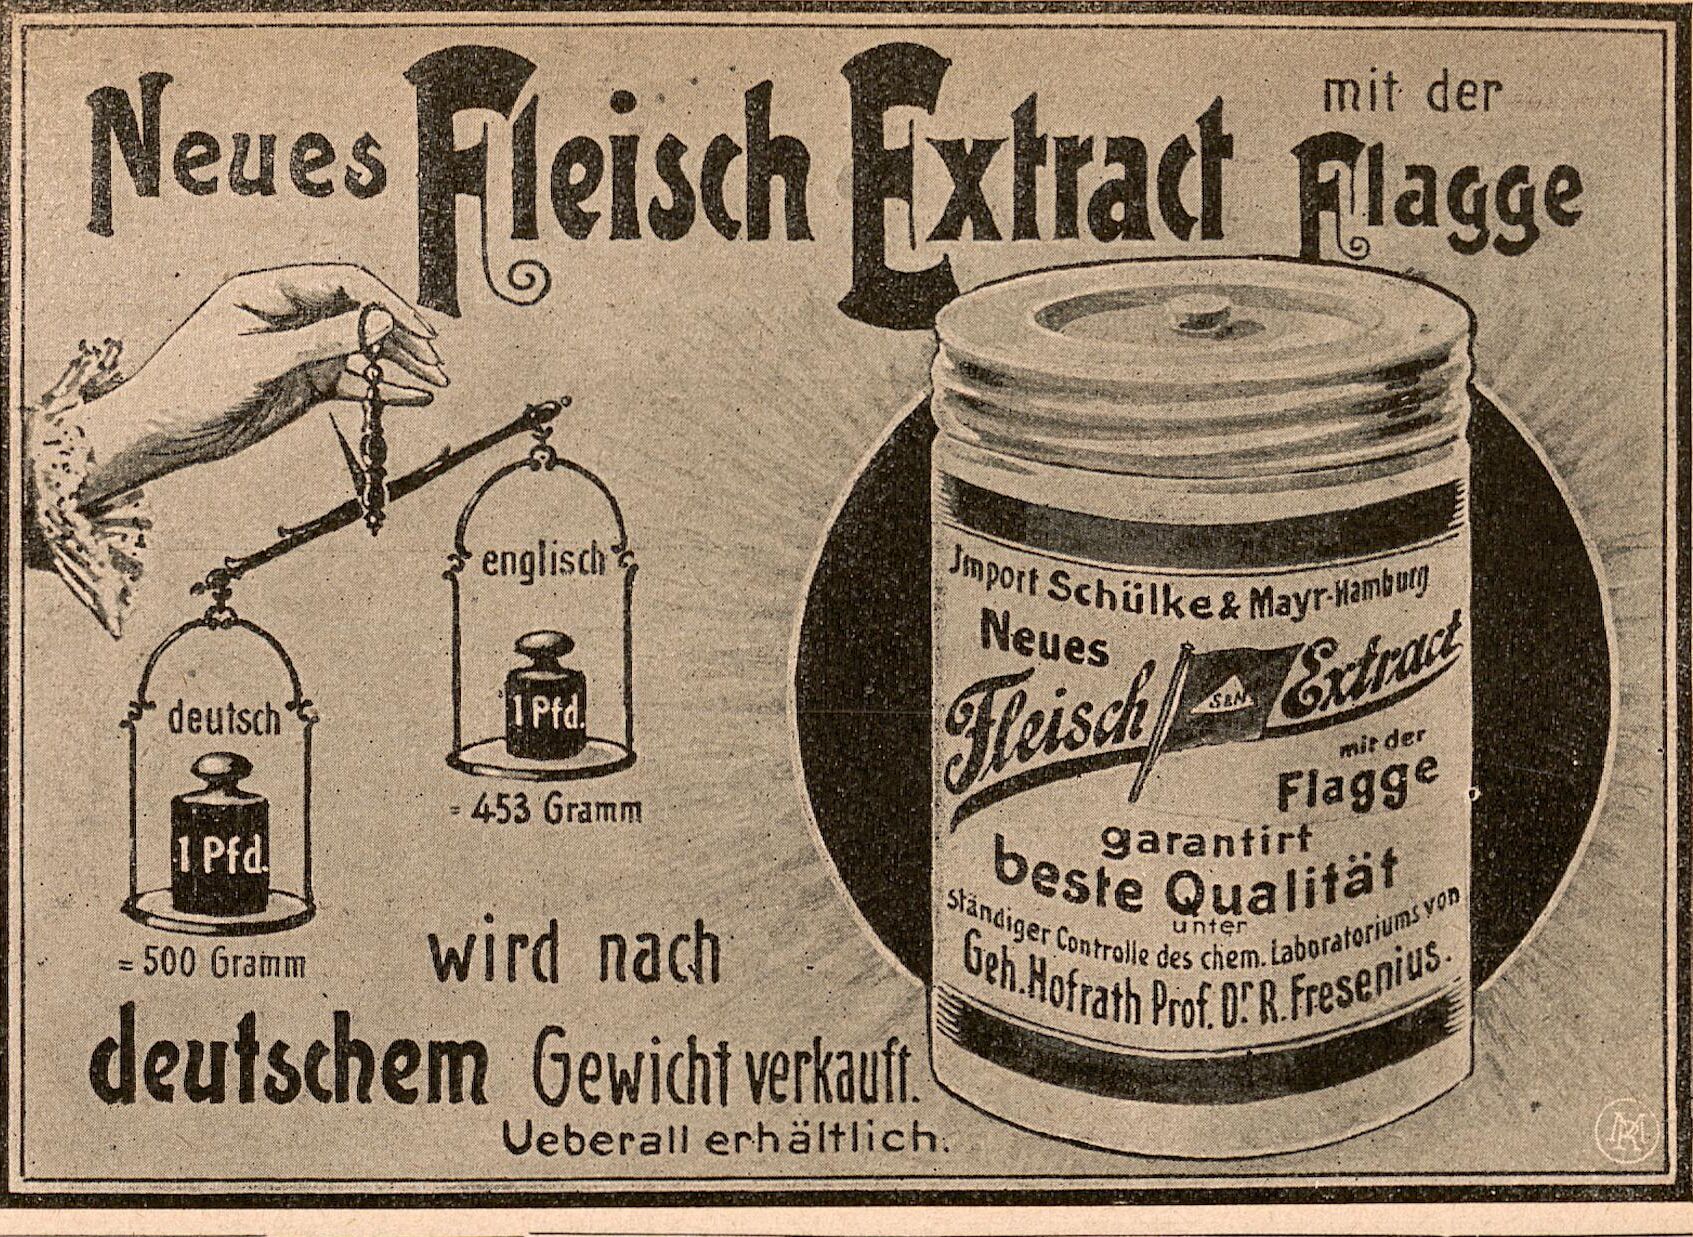 Neues Fleisch Extract mit der
Flagge
englisch
1 Pfd.
= 453 Gramm
deutsch
1 Pfd.
= 500 Gramm
wird nach
deutschem Gewicht verkauft.
Ueberall erhältlich.
Import Schülke & Mayr-Hamburg
Neues
Fleisch Extract
mit der
Flagge
garantirt
beste Qualität
unter
ständiger Controlle des chem. Laboratoriums von
Geh. Hofrath Prof. Dr. R. Fresenius.